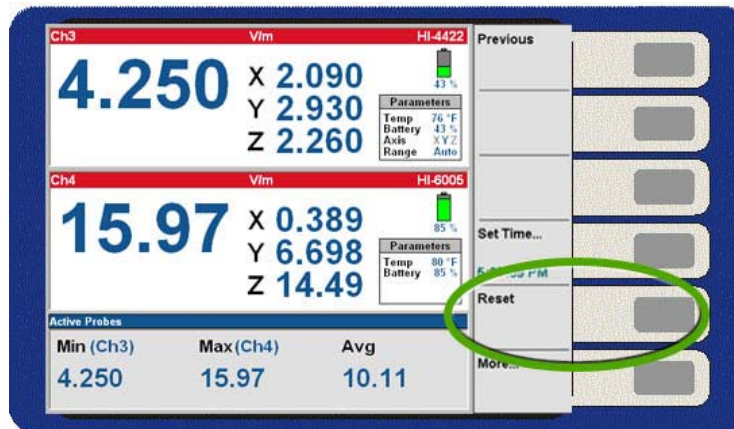 Ch3 V/m HI-4422
4.250
X 2.090
Y 2.930
Z 2.260
43 %
Parameters
Temp 76 °F
Battery 43 %
Axis XYZ
Range Auto
Ch4 V/m HI-6005
15.97
X 0.389
Y 6.698
Z 14.49
85 %
Parameters
Temp 80 °F
Battery 85 %
Active Probes
Min (Ch3) Max (Ch4) Avg
4.250 15.97 10.11
Previous
Set Time...
PM
Reset
More...